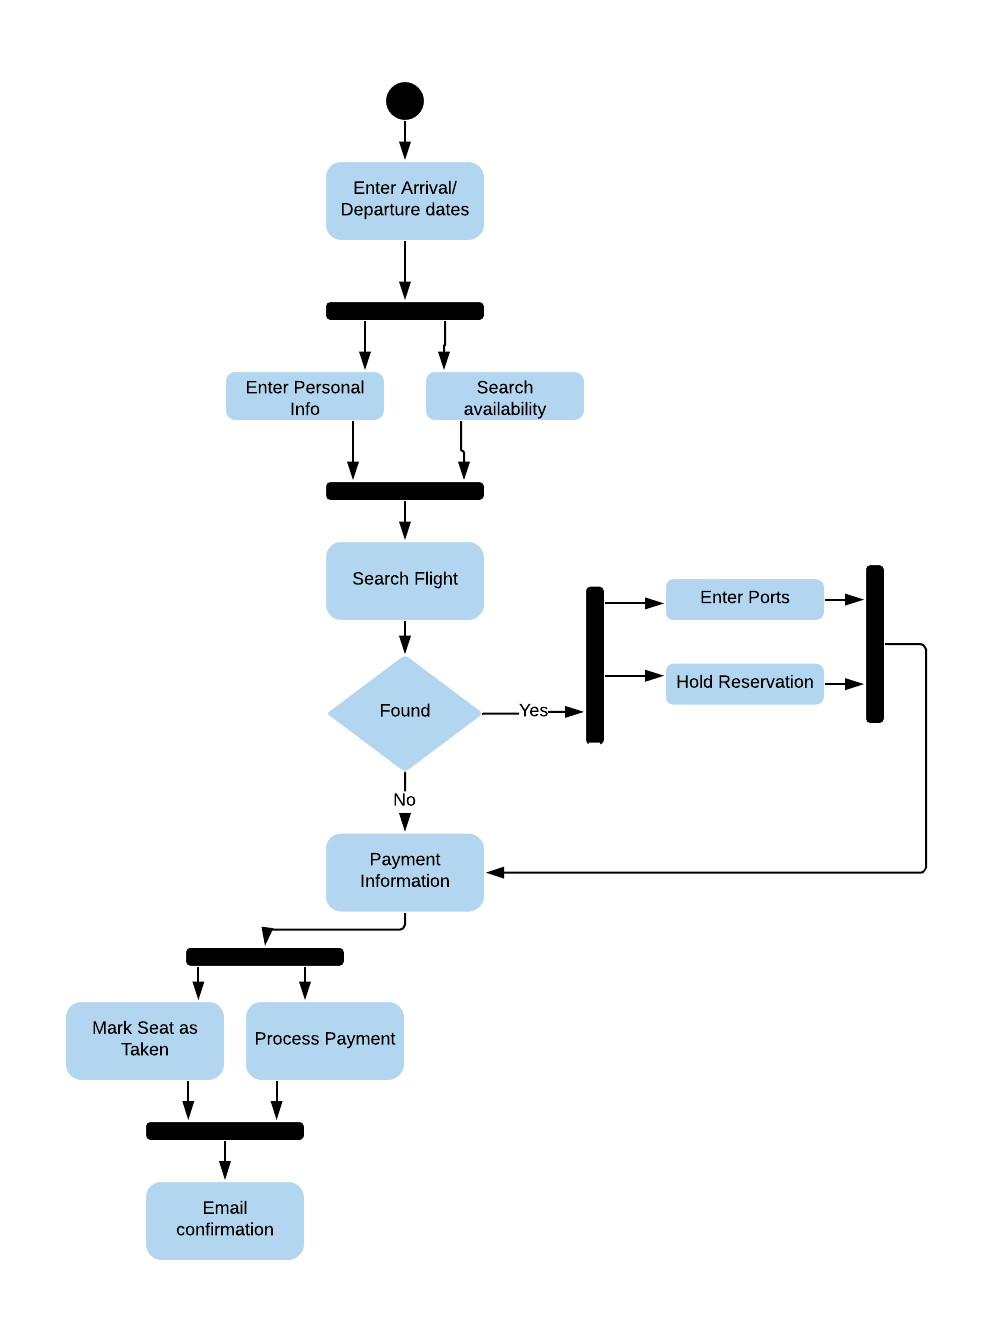 Enter Arrival/
Departure dates
Enter Personal
Info
Search
availability
Search Flight
Enter Ports
Hold Reservation
Found
Yes
No
Payment
Information
Mark Seat as
Taken
Process Payment
Email
confirmation